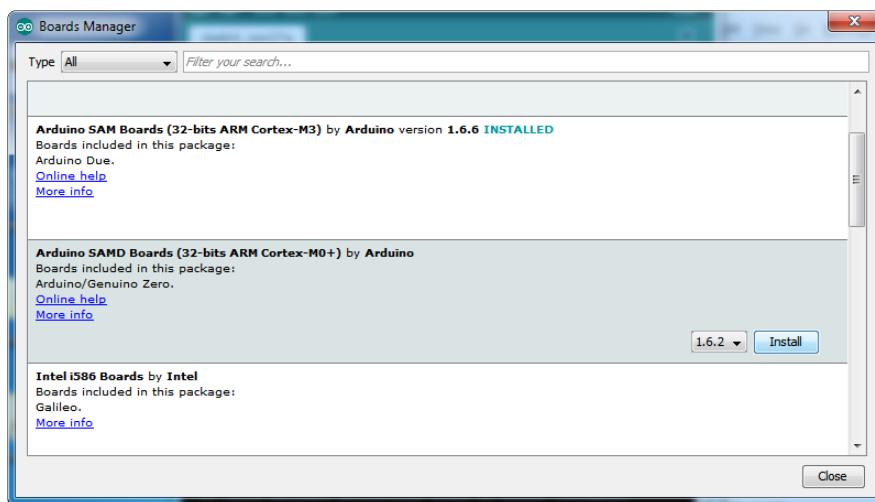 Boards Manager
Type All Filter your search...
Arduino SAM Boards (32-bits ARM Cortex-M3) by Arduino version 1.6.6 INSTALLED
Boards included in this package:
Arduino Due.
Online help
More info
Arduino SAMD Boards (32-bits ARM Cortex-M0+) by Arduino
Boards included in this package:
Arduino/Genuino Zero.
Online help
More info
1.6.2 Install
Intel i586 Boards by Intel
Boards included in this package:
Galileo.
More info
Close